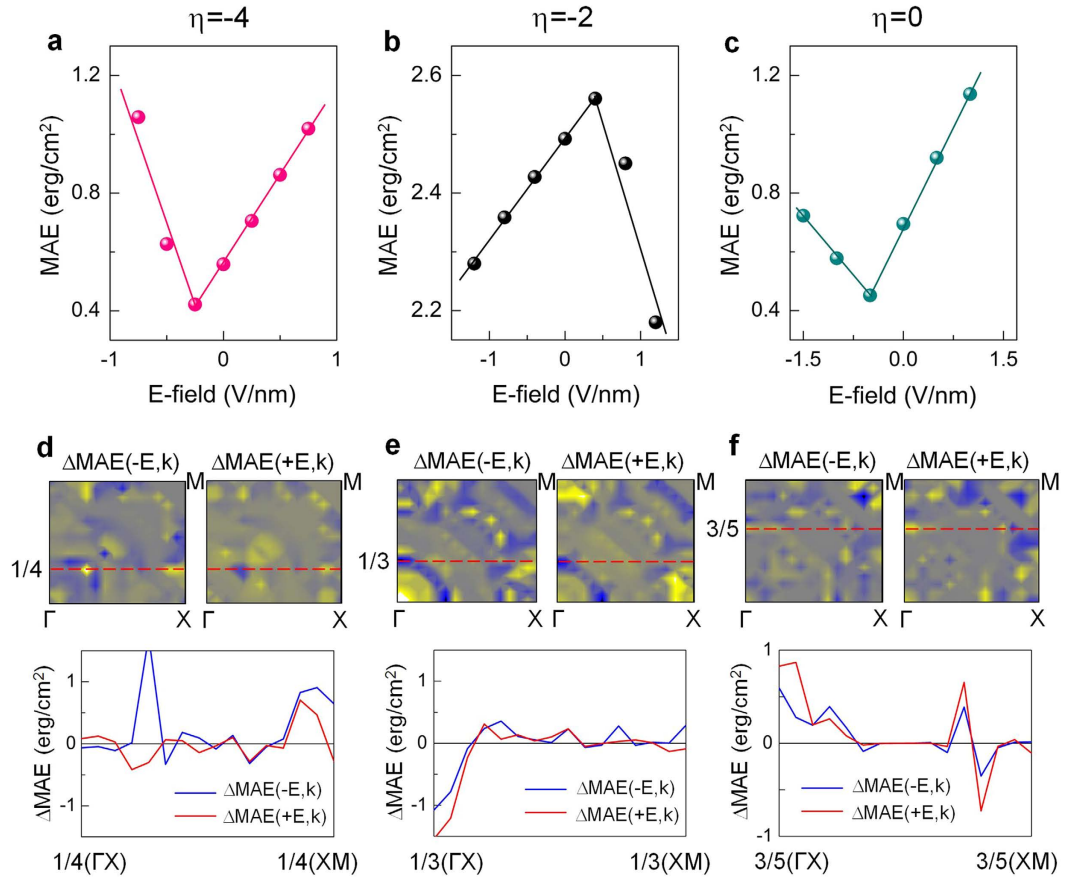 η=-4
η=-2
η=0
a
b
c
1.2
0.8
0.4
MAE (erg/cm²)
-1
0
1
E-field (V/nm)
2.6
2.4
2.2
MAE (erg/cm²)
-1
0
1
E-field (V/nm)
1.2
0.8
0.4
MAE (erg/cm²)
-1.5
0.0
1.5
E-field (V/nm)
d
ΔMAE(-E,k)
ΔMAE(+E,k)
M
M
1/4
Γ
X
Γ
X
e
ΔMAE(-E,k)
ΔMAE(+E,k)
M
M
1/3
Γ
X
Γ
X
f
ΔMAE(-E,k)
ΔMAE(+E,k)
M
3/5
Γ
X
Γ
X
ΔMAE (erg/cm²)
1
0
-1
ΔMAE(-E,k)
ΔMAE(+E,k)
1/4(ΓX)
1/4(XM)
ΔMAE (erg/cm²)
1
0
-1
ΔMAE(-E,k)
ΔMAE(+E,k)
1/3(ΓX)
1/3(XM)
ΔMAE (erg/cm²)
1
0
-1
ΔMAE(-E,k)
ΔMAE(+E,k)
3/5(ΓX)
3/5(XM)